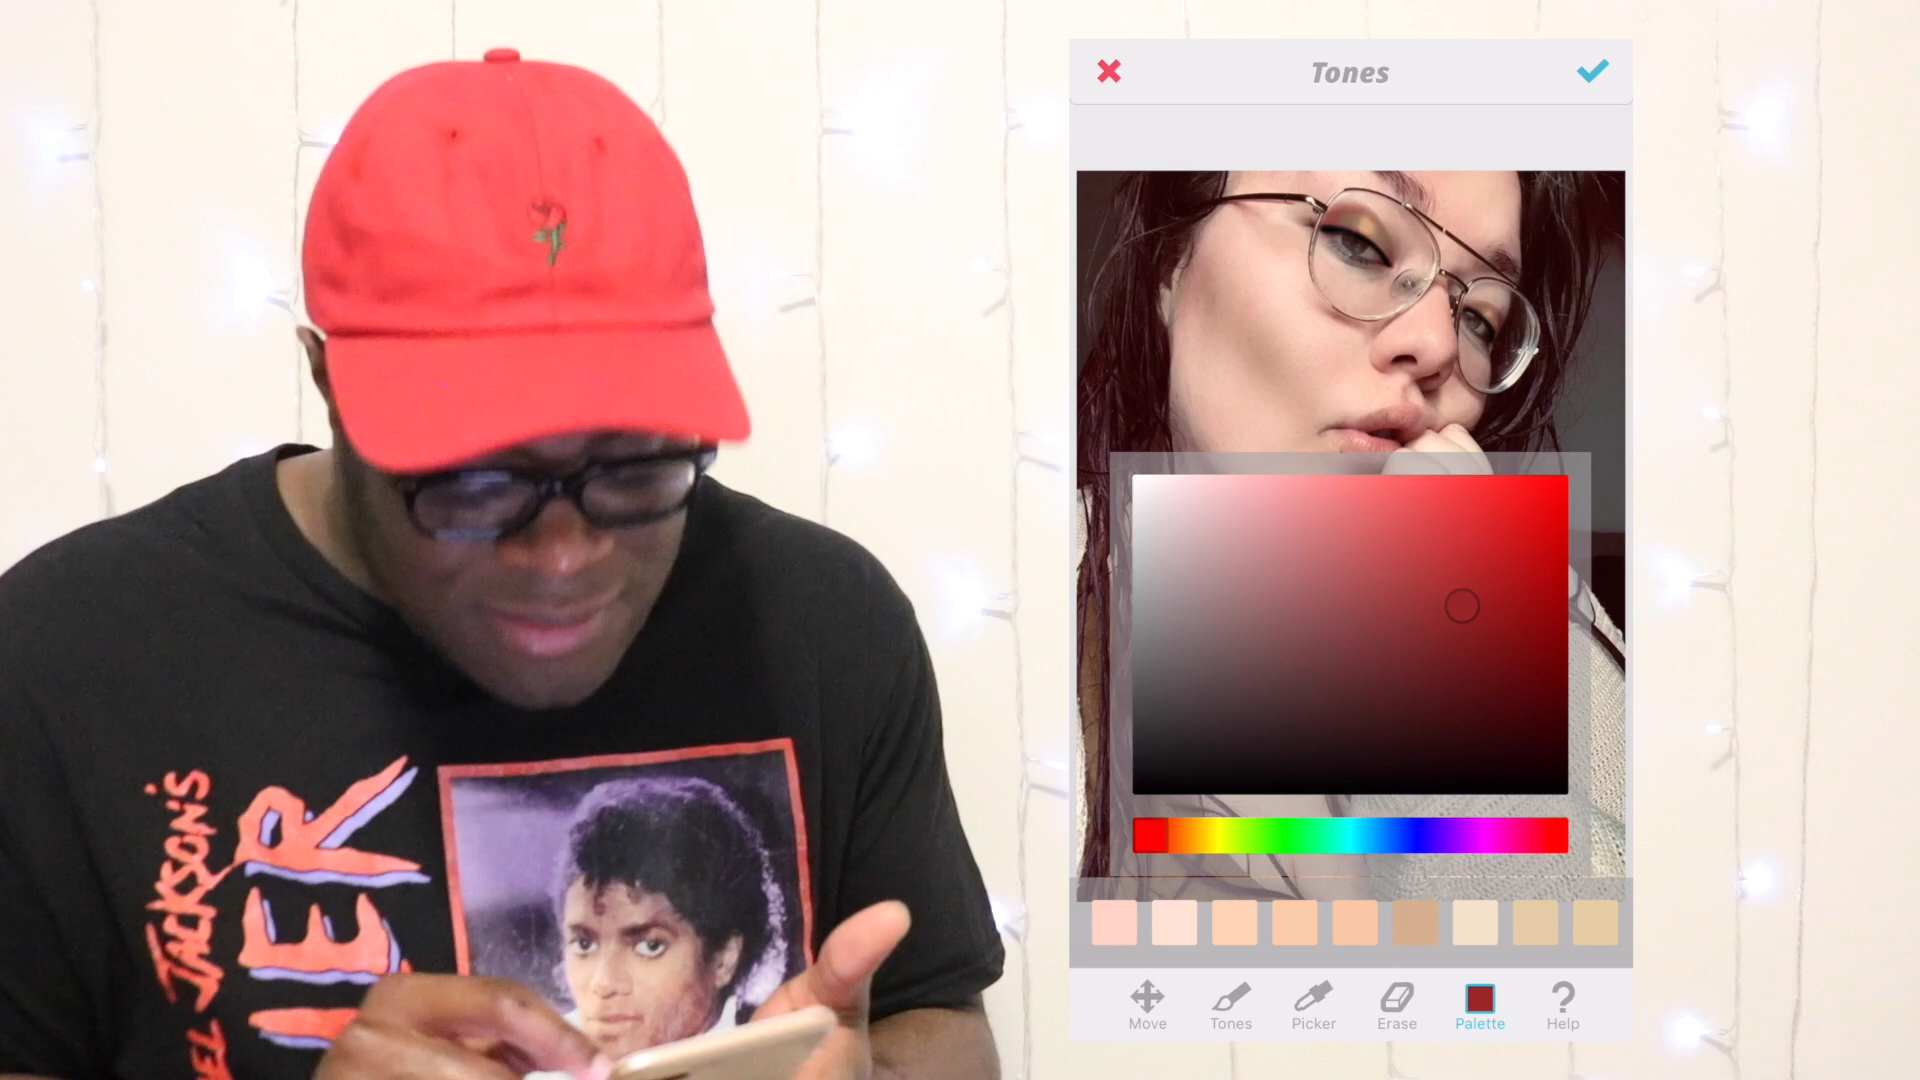 Tones
Move
Tones
Picker
Erase
Palette
Help
JACKSON'S